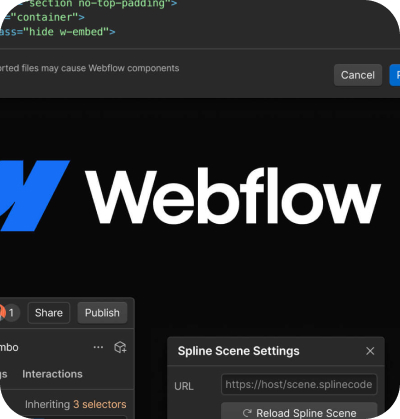 "section no-top-padding">
="container">
ass="hide w-embed">
orted files may cause Webflow components
Cancel
Webflow
1
Share
Publish
mbo
gs
Interactions
Inheriting 3 selectors
Spline Scene Settings
URL
https://host/scene.splinecode
Reload Spline Scene